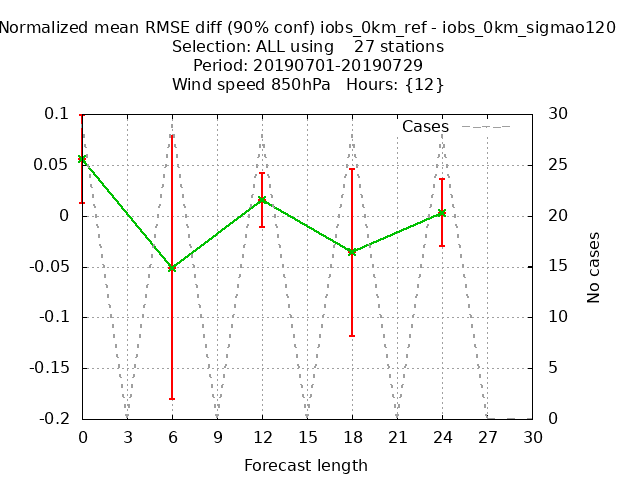 Normalized mean RMSE diff (90% conf) iobs_0km_ref - iobs_0km_sigmao120
Selection: ALL using    27 stations
Period: 20190701-20190729
Wind speed 850hPa   Hours: {12}
Cases
0.1
0.05
0
-0.05
-0.1
-0.15
-0.2
30
25
20
15
10
5
0
No cases
0 3 6 9 12 15 18 21 24 27 30
Forecast length